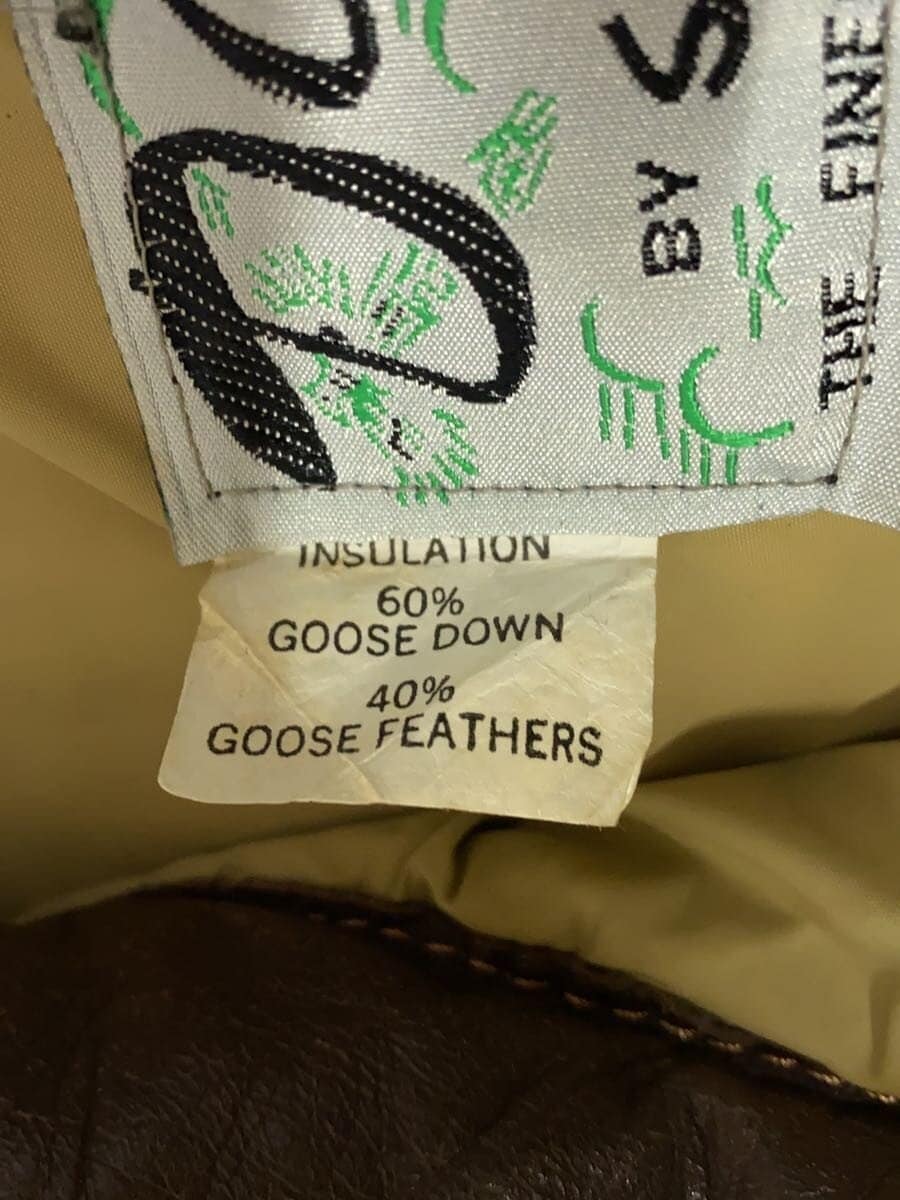 BY S
THE FINE
INSULATION
60%
GOOSE DOWN
40%
GOOSE FEATHERS